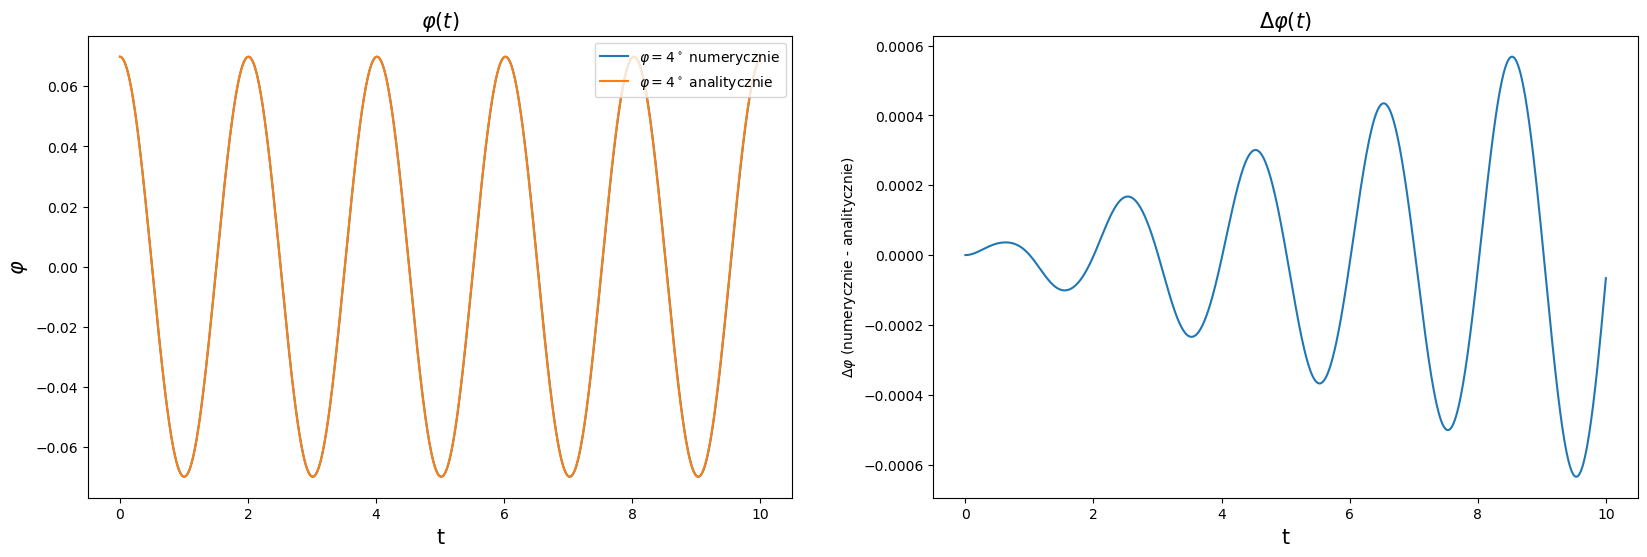 φ(t)
φ
0.06
0.04
0.02
0.00
−0.02
−0.04
−0.06
φ = 4° numerycznie
φ = 4° analitycznie
0 2 4 6 8 10
t
Δφ(t)
Δφ (numerycznie - analitycznie)
0.0006
0.0004
0.0002
0.0000
−0.0002
−0.0004
−0.0006
0 2 4 6 8 10
t